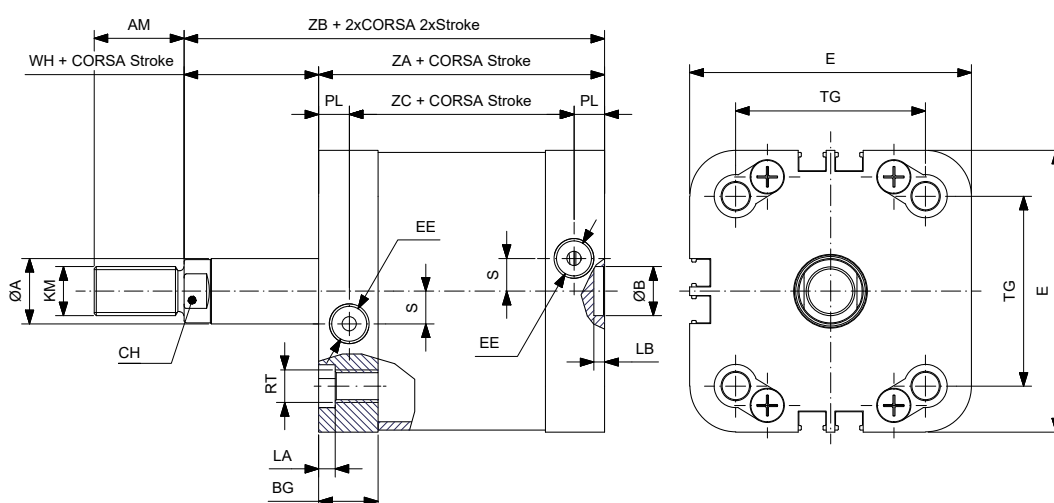 AM
ZB + 2xCORSA 2xStroke
WH + CORSA Stroke
ZA + CORSA Stroke
E
PL
ZC + CORSA Stroke
PL
TG
EE
S
ØA
KM
S
ØB
TG
E
CH
EE
LB
RT
LA
BG